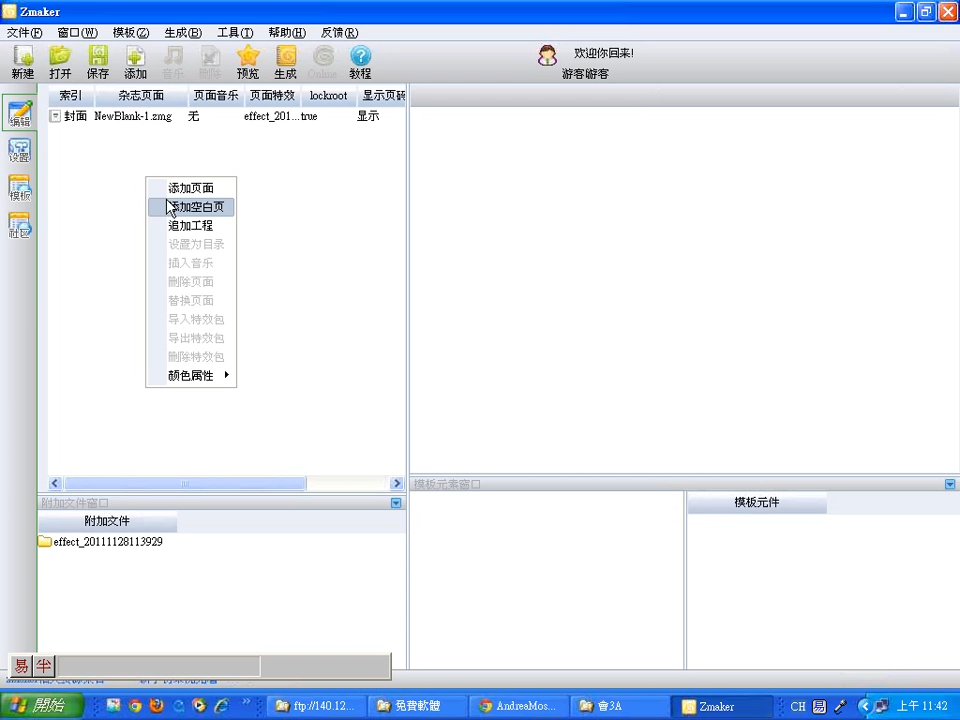 Zmaker
文件(F) 窗口(W) 模板(Z) 生成(B) 工具(T) 帮助(H) 反馈(R)
新建 打开 保存 添加 音乐 删除 预览 生成 Online 教程
欢迎你回来!
游客游客
编辑
设置
模板
社区
索引 杂志页面 页面音乐 页面特效 lockroot 显示页码
封面 NewBlank-1.zmg 无 effect_201...true 显示
添加页面
添加空白页
追加工程
设置为目录
插入音乐
删除页面
替换页面
导入特效包
导出特效包
删除特效包
颜色属性
附加文件窗口
附加文件
effect_20111128113929
模板元素窗口
模板元件
易 半
開始
ftp://140.12...
免費軟體
AndreaMos...
會3A
Zmaker
CH
上午 11:42